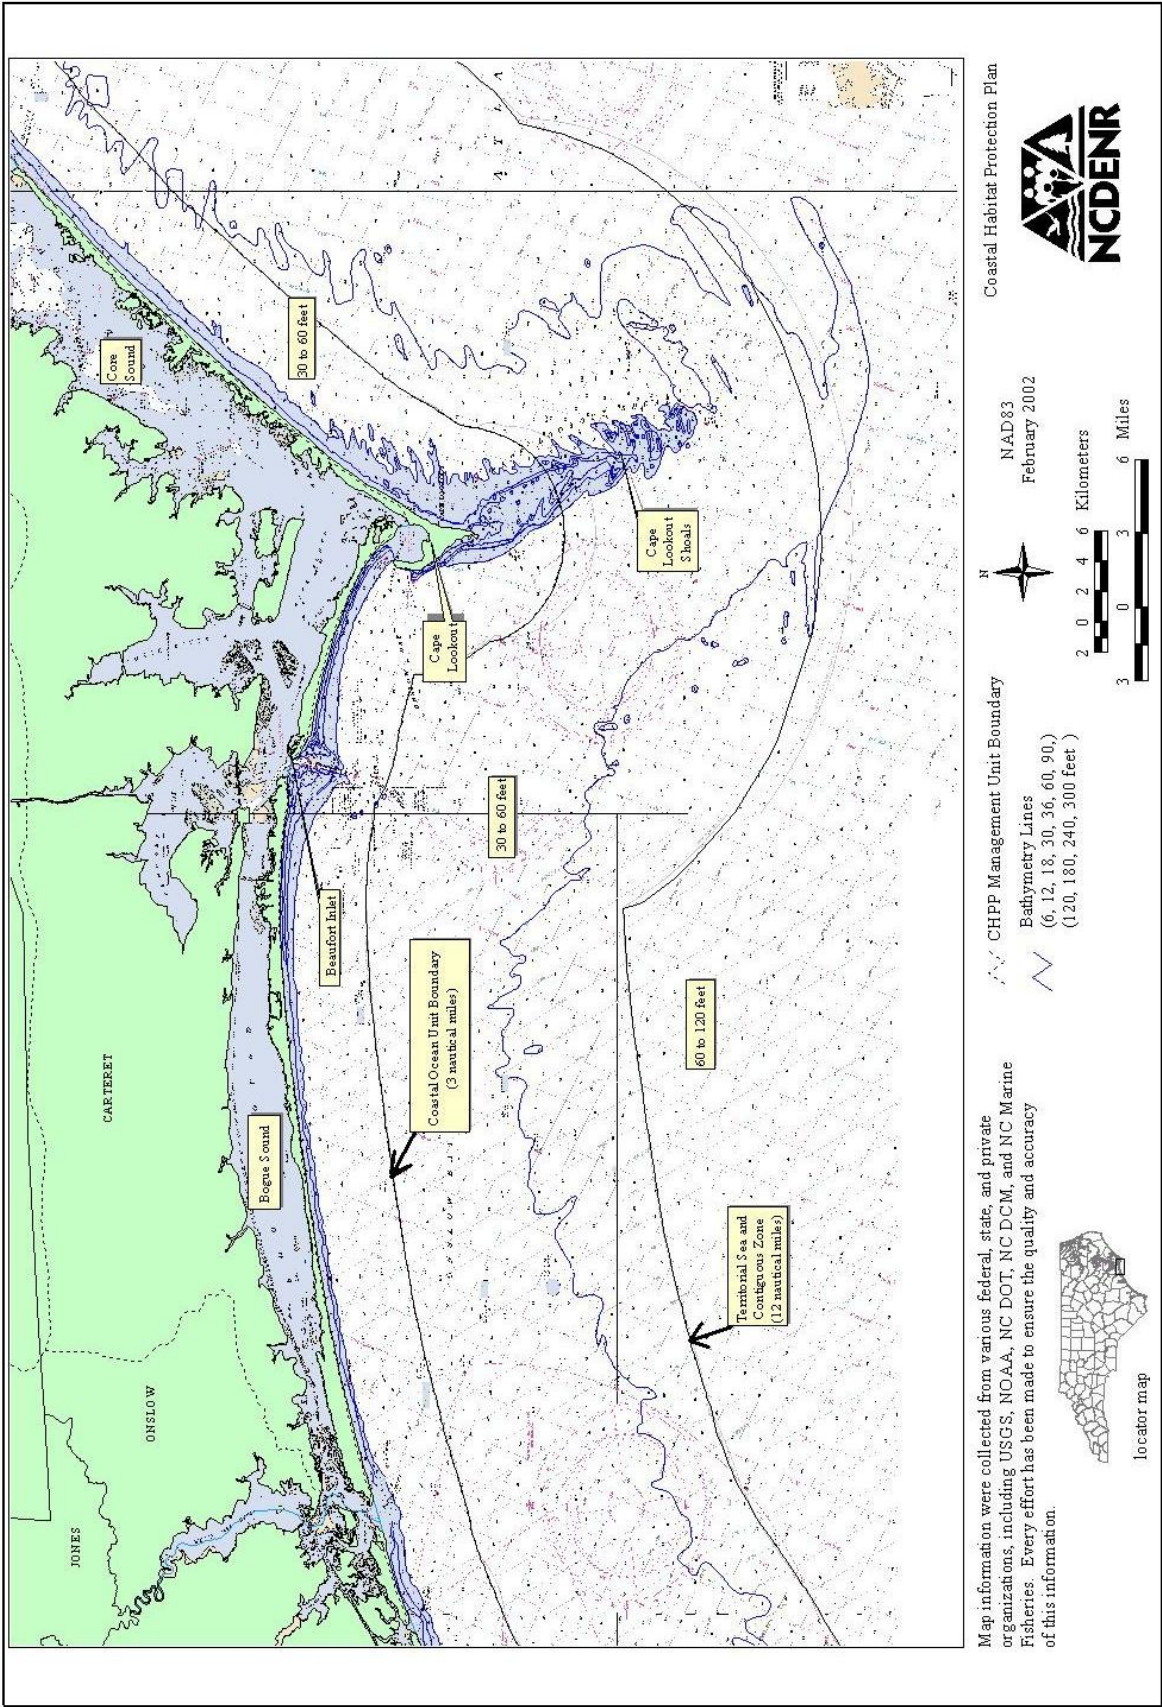 JONES
ONSLOW
CARTERET
Bogue Sound
Beaufort Inlet
Core
Sound
30 to 60 feet
Cape
Lookout
Cape
Lookout
Shoals
30 to 60 feet
Coastal Ocean Unit Boundary
(3 nautical miles)
60 to 120 feet
Territorial Sea and
Contiguous Zone
(12 nautical miles)
Map information were collected from various federal, state, and private
organizations, including USGS, NOAA, NC DOT, NC DCM, and NC Marine
Fisheries. Every effort has been made to ensure the quality and accuracy
of this information.
locator map
CHPP Management Unit Boundary
Bathymetry Lines
(6, 12, 18, 30, 36, 60, 90,)
(120, 180, 240, 300 feet )
N
NAD83
February 2002
2 0 2 4 6 Kilometers
3 0 3 6 Miles
Coastal Habitat Protection Plan
NCDENR